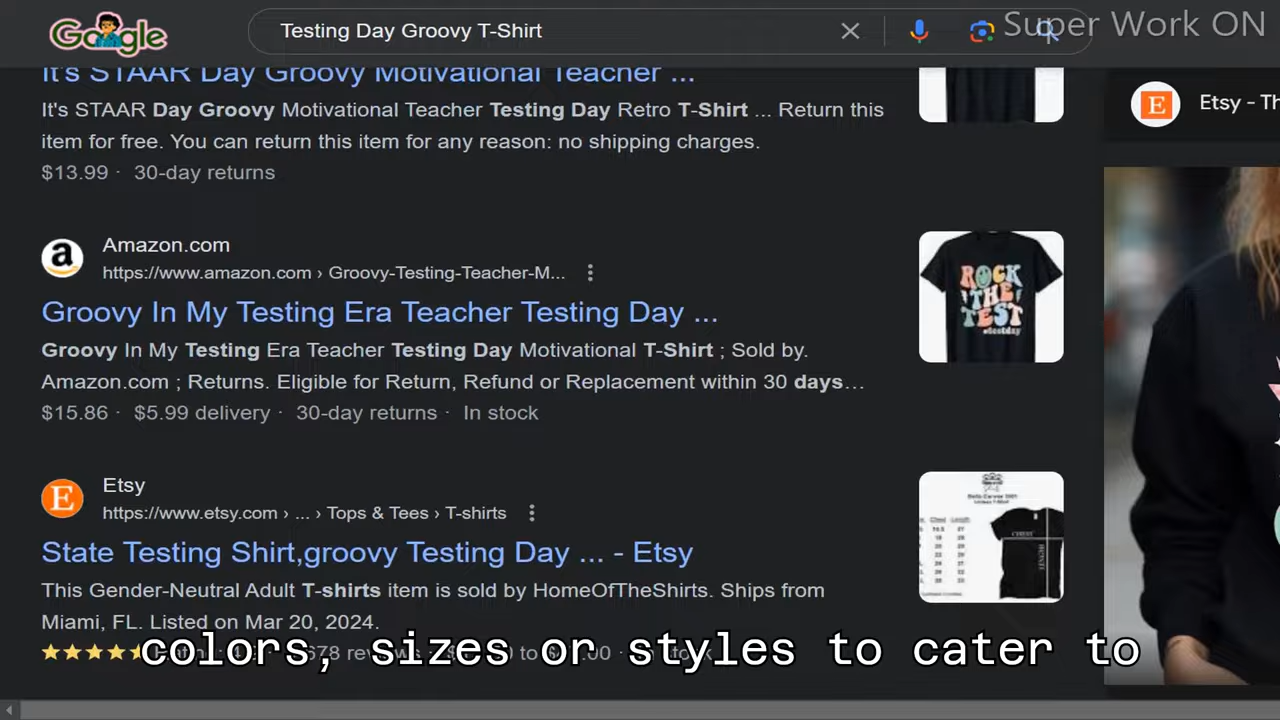 Google
Testing Day Groovy T-Shirt
Super Work ON
It's STAAR Day Groovy Motivational Teacher ...
It's STAAR Day Groovy Motivational Teacher Testing Day Retro T-Shirt ... Return this
item for free. You can return this item for any reason: no shipping charges.
$13.99 · 30-day returns
Etsy - Th
Amazon.com
https://www.amazon.com › Groovy-Testing-Teacher-M...
Groovy In My Testing Era Teacher Testing Day ...
Groovy In My Testing Era Teacher Testing Day Motivational T-Shirt ; Sold by.
Amazon.com ; Returns. Eligible for Return, Refund or Replacement within 30 days...
$15.86 · $5.99 delivery · 30-day returns · In stock
ROCK
THE
TEST
#testday
Etsy
https://www.etsy.com › ... › Tops & Tees › T-shirts
State Testing Shirt,groovy Testing Day ... - Etsy
This Gender-Neutral Adult T-shirts item is sold by HomeOfTheShirts. Ships from
Miami, FL. Listed on Mar 20, 2024.
colors, sizes or styles to cater to